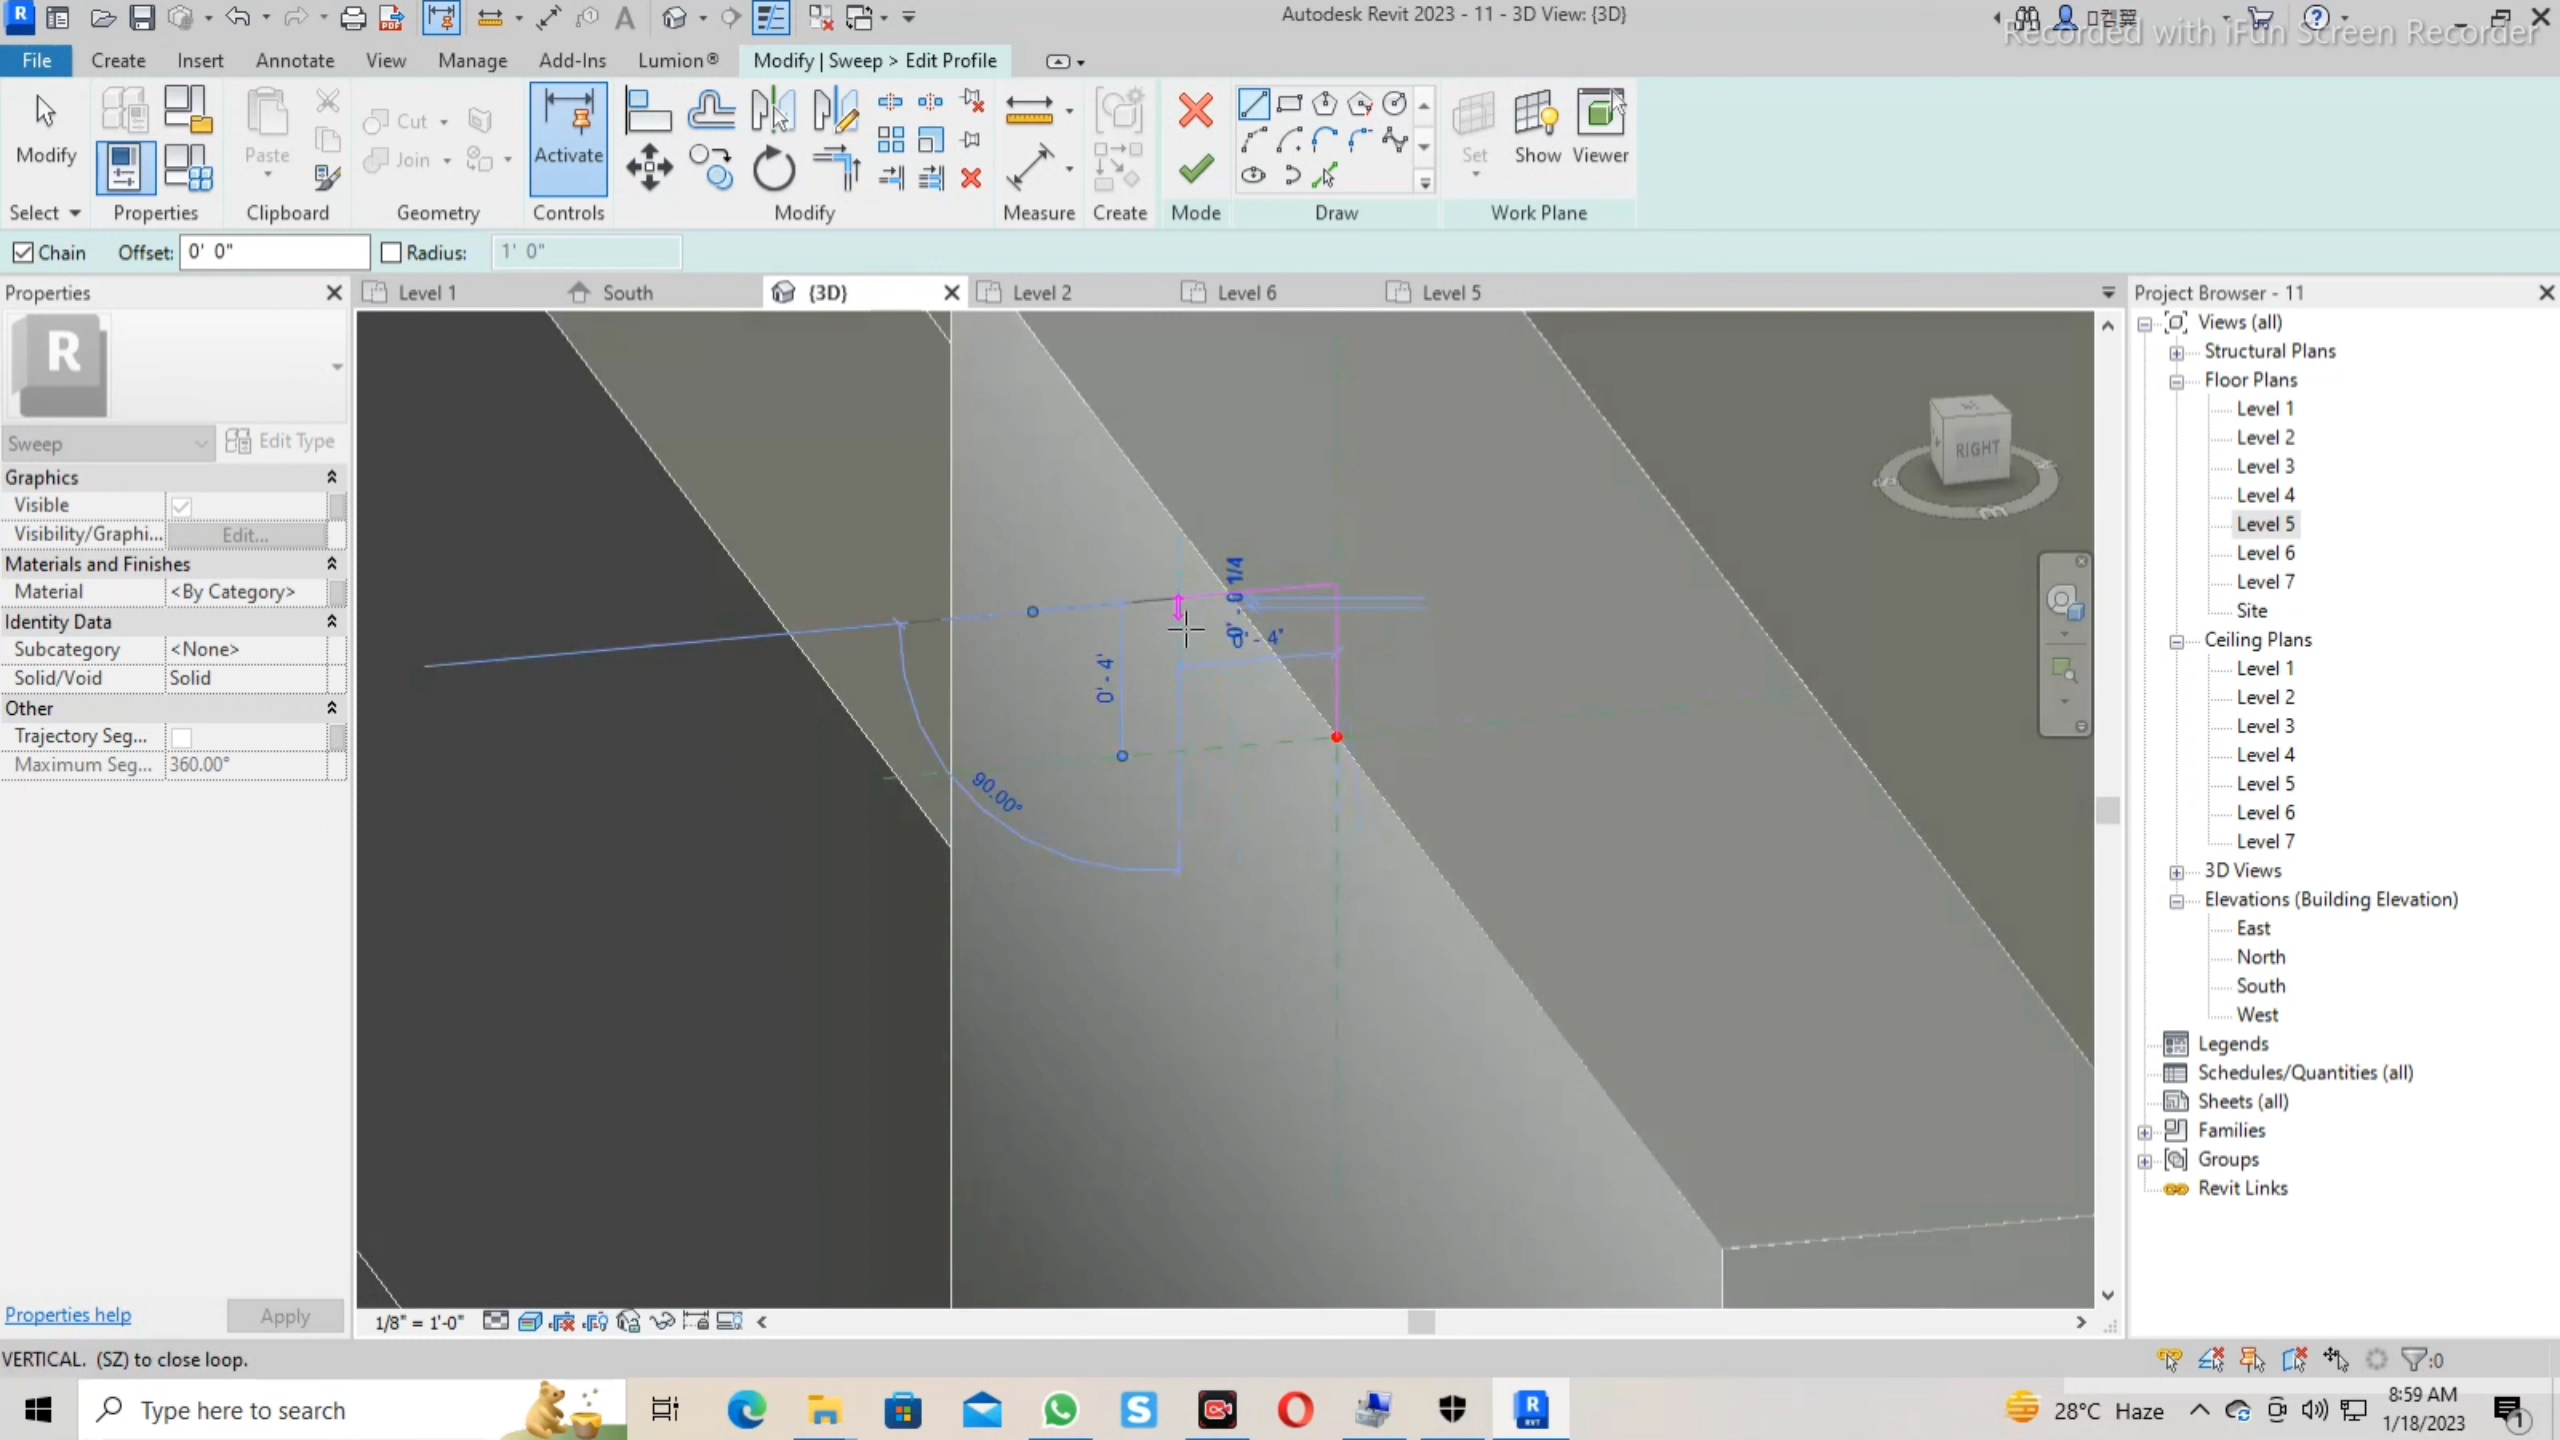 Autodesk Revit 2023 - 11 - 3D View: {3D}
Recorded with iFun Screen Recorder
File Create Insert Annotate View Manage Add-Ins Lumion® Modify | Sweep > Edit Profile
Modify Paste Cut Join Activate Set Show Viewer
Select Properties Clipboard Geometry Controls Modify Measure Create Mode Draw Work Plane
Chain Offset: 0' 0" Radius: 1' 0"
Properties
Level 1 South {3D} Level 2 Level 6 Level 5
Project Browser - 11
R
Sweep Edit Type
Graphics
Visible
Visibility/Graphi... Edit...
Materials and Finishes
Material <By Category>
Identity Data
Subcategory <None>
Solid/Void Solid
Other
Trajectory Seg...
Maximum Seg... 360.00°
Properties help Apply
0' - 4'
90.00°
RIGHT
Views (all)
Structural Plans
Floor Plans
Level 1
Level 2
Level 3
Level 4
Level 5
Level 6
Level 7
Site
Ceiling Plans
Level 1
Level 2
Level 3
Level 4
Level 5
Level 6
Level 7
3D Views
Elevations (Building Elevation)
East
North
South
West
Legends
Schedules/Quantities (all)
Sheets (all)
Families
Groups
Revit Links
1/8" = 1'-0"
VERTICAL. (SZ) to close loop.
:0
Type here to search
28°C Haze
8:59 AM
1/18/2023
1